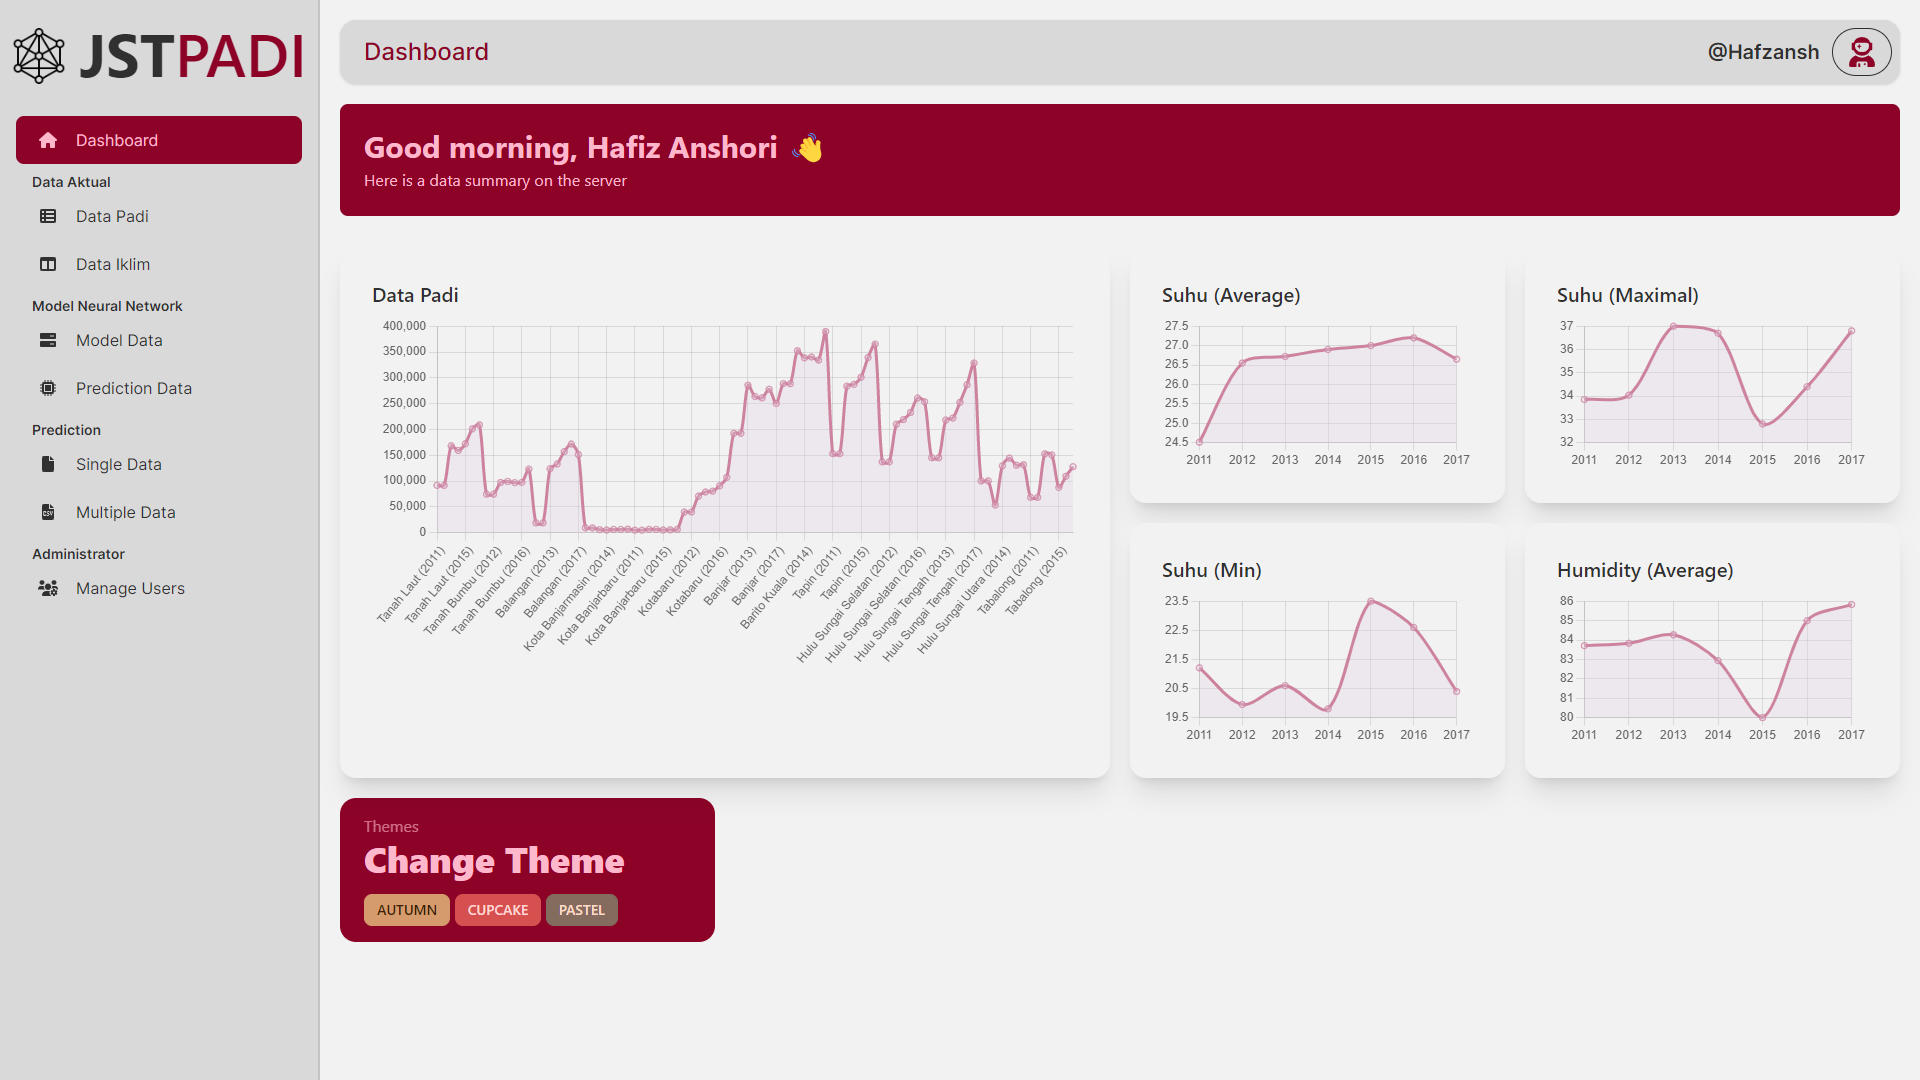 JSTPADI
Dashboard
Data Aktual
Data Padi
Data Iklim
Model Neural Network
Model Data
Prediction Data
Prediction
Single Data
Multiple Data
Administrator
Manage Users
Dashboard
@Hafzansh
Good morning, Hafiz Anshori 👋
Here is a data summary on the server
Data Padi
400,000
350,000
300,000
250,000
200,000
150,000
100,000
50,000
0
Tanah Laut (2011)
Tanah Laut (2015)
Tanah Bumbu (2012)
Tanah Bumbu (2016)
Balangan (2013)
Balangan (2017)
Kota Banjarmasin (2014)
Kota Banjarbaru (2011)
Kota Banjarbaru (2015)
Kotabaru (2012)
Kotabaru (2016)
Banjar (2013)
Banjar (2017)
Barito Kuala (2014)
Tapin (2011)
Tapin (2015)
Hulu Sungai Selatan (2012)
Hulu Sungai Selatan (2016)
Hulu Sungai Tengah (2013)
Hulu Sungai Tengah (2017)
Hulu Sungai Utara (2014)
Tabalong (2011)
Tabalong (2015)
Suhu (Average)
27.5
27.0
26.5
26.0
25.5
25.0
24.5
2011 2012 2013 2014 2015 2016 2017
Suhu (Maximal)
37
36
35
34
33
32
2011 2012 2013 2014 2015 2016 2017
Suhu (Min)
23.5
22.5
21.5
20.5
19.5
2011 2012 2013 2014 2015 2016 2017
Humidity (Average)
86
85
84
83
82
81
80
2011 2012 2013 2014 2015 2016 2017
Themes
Change Theme
AUTUMN CUPCAKE PASTEL